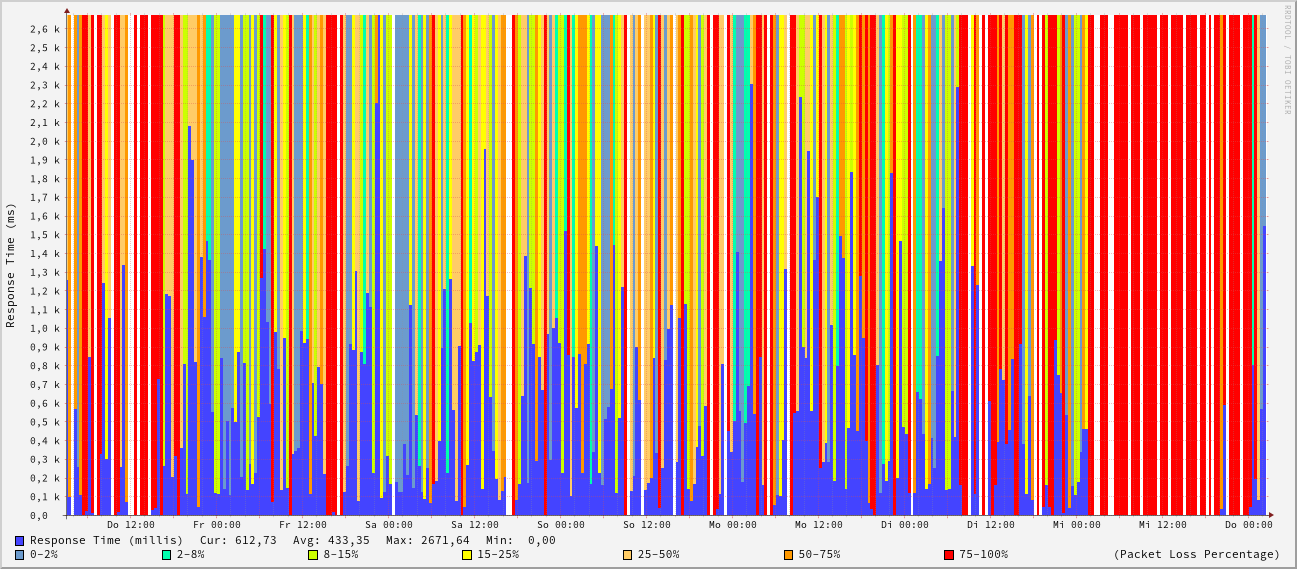 RRDTOOL / TOBI OETIKER
Response Time (ms)
2,6 k
2,5 k
2,4 k
2,3 k
2,2 k
2,1 k
2,0 k
1,9 k
1,8 k
1,7 k
1,6 k
1,5 k
1,4 k
1,3 k
1,2 k
1,1 k
1,0 k
0,9 k
0,8 k
0,7 k
0,6 k
0,5 k
0,4 k
0,3 k
0,2 k
0,1 k
0,0
Do 12:00 Fr 00:00 Fr 12:00 Sa 00:00 Sa 12:00 So 00:00 So 12:00 Mo 00:00 Mo 12:00 Di 00:00 Di 12:00 Mi 00:00 Mi 12:00 Do 00:00
Response Time (millis) Cur: 612,73 Avg: 433,35 Max: 2671,64 Min: 0,00
0-2% 2-8% 8-15% 15-25% 25-50% 50-75% 75-100% (Packet Loss Percentage)